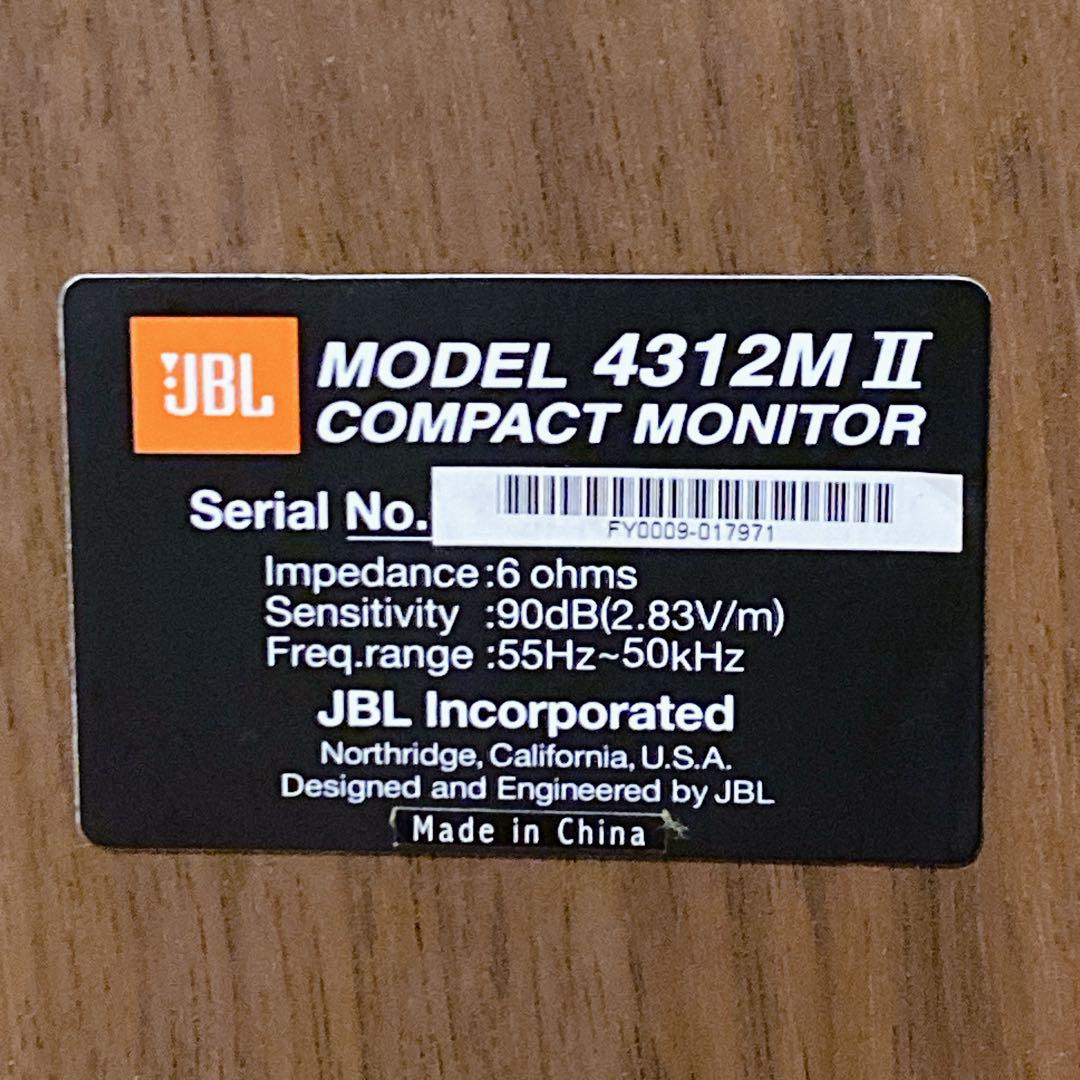 JBL
MODEL 4312M II
COMPACT MONITOR
Serial No.
FY0009-017971
Impedance:6 ohms
Sensitivity :90dB(2.83V/m)
Freq.range :55Hz~50kHz
JBL Incorporated
Northridge, California, U.S.A.
Designed and Engineered by JBL
Made in China